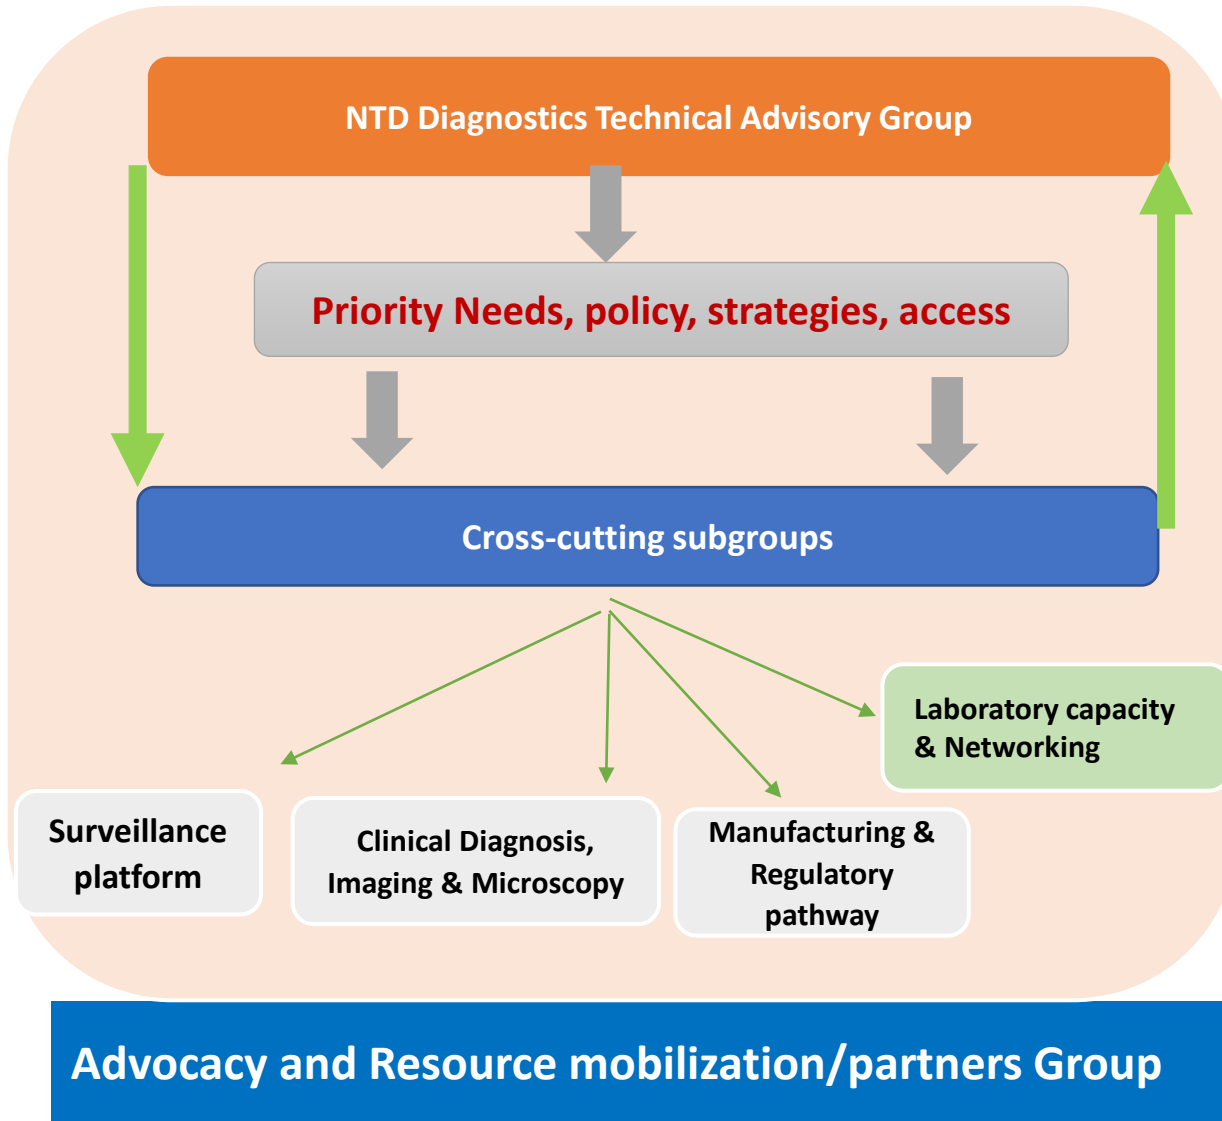 NTD Diagnostics Technical Advisory Group
Priority Needs, policy, strategies, access
Cross-cutting subgroups
Laboratory capacity
& Networking
Surveillance
platform
Clinical Diagnosis,
Imaging & Microscopy
Manufacturing &
Regulatory
pathway
Advocacy and Resource mobilization/partners Group